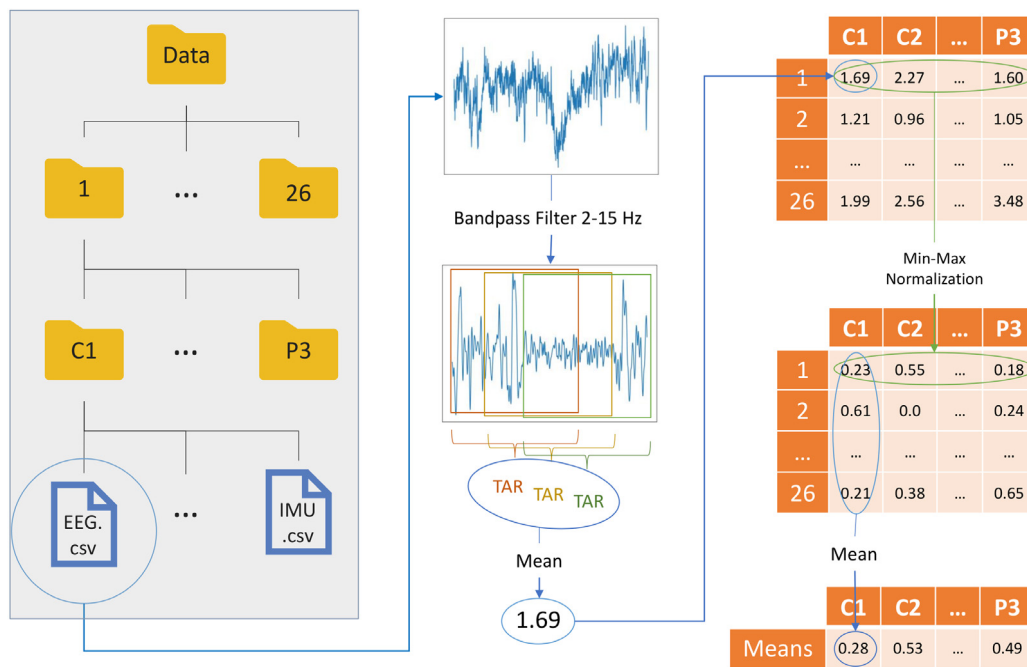 Data
1 ... 26
C1 ... P3
EEG.
csv
...
IMU
.csv
Bandpass Filter 2-15 Hz
TAR TAR TAR
Mean
1.69
C1 C2 ... P3
1 1.69 2.27 ... 1.60
2 1.21 0.96 ... 1.05
... ... ... ... ...
26 1.99 2.56 ... 3.48
Min-Max
Normalization
C1 C2 ... P3
1 0.23 0.55 ... 0.18
2 0.61 0.0 ... 0.24
... ... ... ... ...
26 0.21 0.38 ... 0.65
Mean
C1 C2 ... P3
Means 0.28 0.53 ... 0.49